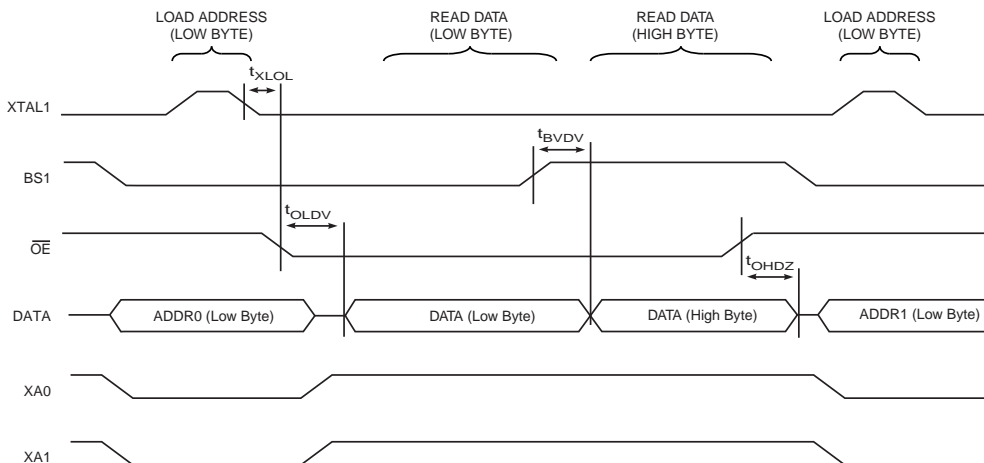 LOAD ADDRESS
(LOW BYTE)
READ DATA
(LOW BYTE)
READ DATA
(HIGH BYTE)
LOAD ADDRESS
(LOW BYTE)
tXLOL
XTAL1
tBVDV
BS1
tOLDV
OE
tOHDZ
DATA
ADDR0 (Low Byte)
DATA (Low Byte)
DATA (High Byte)
ADDR1 (Low Byte)
XA0
XA1